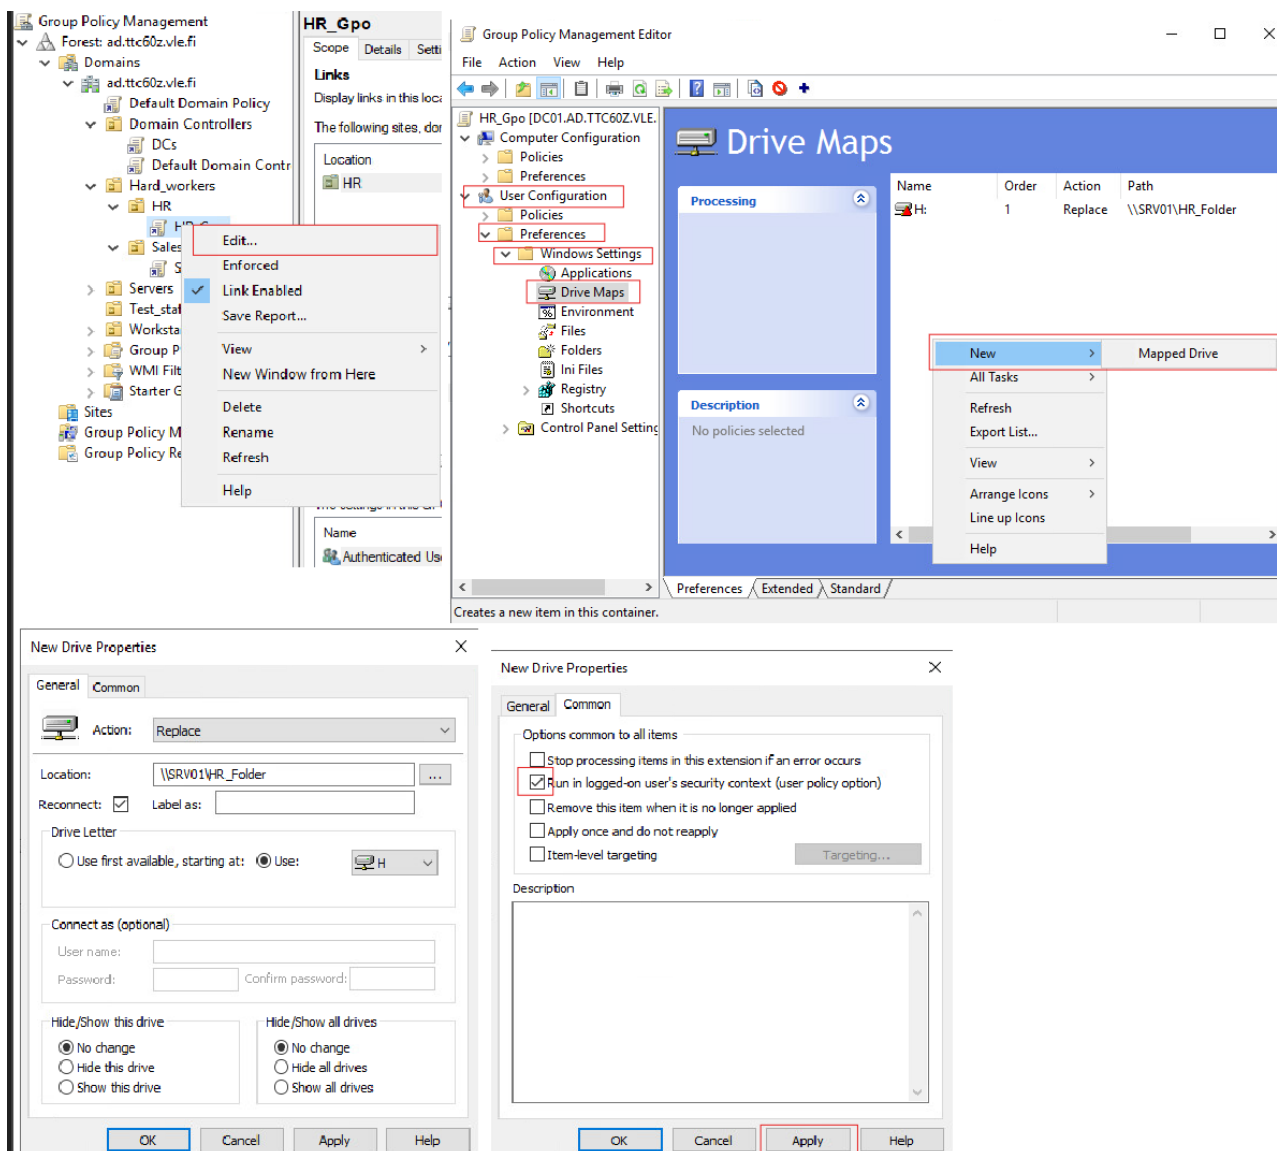 Group Policy Management
Forest: ad.ttc60z.vle.fi
Domains
ad.ttc60z.vle.fi
Default Domain Policy
Domain Controllers
DCs
Default Domain Contr
Hard_workers
HR
Sales
Servers
Test_staf
Worksta
Group P
WMI Filt
Starter G
Sites
Group Policy M
Group Policy Re
Edit...
Enforced
Link Enabled
Save Report...
View
New Window from Here
Delete
Rename
Refresh
Help
HR_Gpo
Scope Details Setti
Links
Display links in this loca
The following sites, dor
Location
HR
Name
Authenticated Us
Group Policy Management Editor
File Action View Help
HR_Gpo [DC01.AD.TTC60Z.VLE.
Computer Configuration
Policies
Preferences
User Configuration
Policies
Preferences
Windows Settings
Applications
Drive Maps
Environment
Files
Folders
Ini Files
Registry
Shortcuts
Control Panel Setting
Drive Maps
Processing
Description
No policies selected
Name Order Action Path
H: 1 Replace \\SRV01\HR_Folder
New Mapped Drive
All Tasks
Refresh
Export List...
View
Arrange Icons
Line up Icons
Help
Preferences Extended Standard
Creates a new item in this container.
New Drive Properties
General Common
Action: Replace
Location: \\SRV01\HR_Folder ...
Reconnect: Label as:
Drive Letter
Use first available, starting at: Use: H
Connect as (optional)
User name:
Password: Confirm password:
Hide/Show this drive Hide/Show all drives
No change No change
Hide this drive Hide all drives
Show this drive Show all drives
OK Cancel Apply Help
New Drive Properties
General Common
Options common to all items
Stop processing items in this extension if an error occurs
Run in logged-on user's security context (user policy option)
Remove this item when it is no longer applied
Apply once and do not reapply
Item-level targeting Targeting...
Description
OK Cancel Apply Help